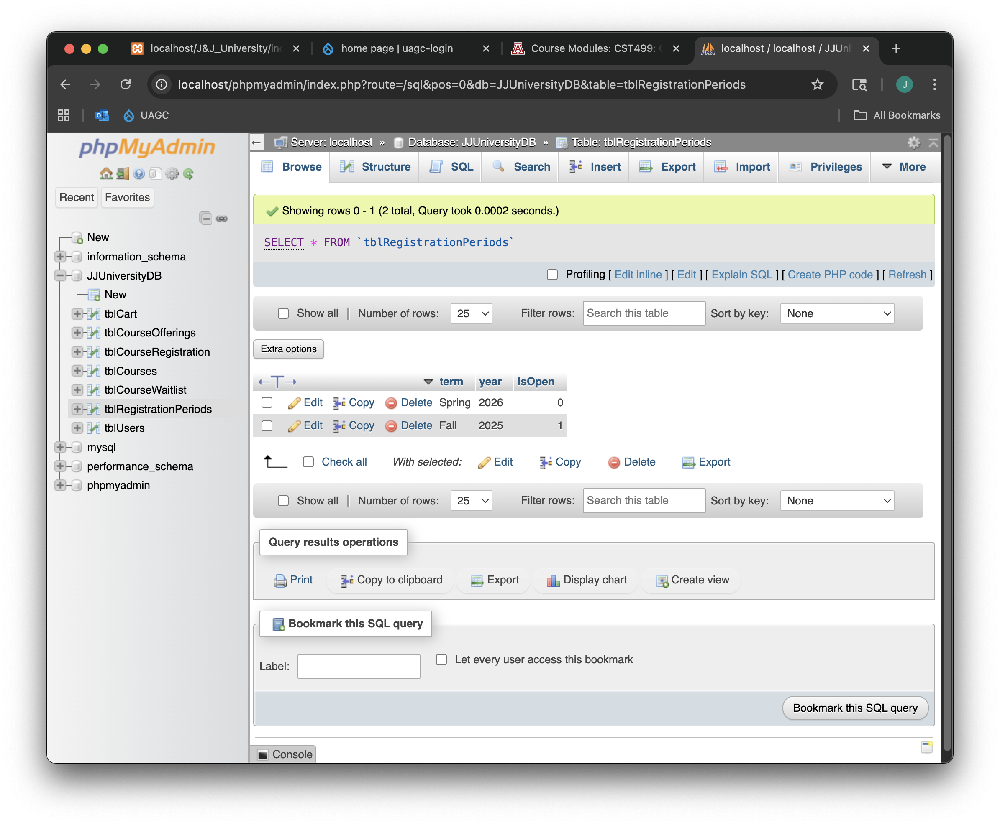 localhost/J&J_University/in
home page | uagc-login
Course Modules: CST499:
localhost / localhost / JJUni
localhost/phpmyadmin/index.php?route=/sql&pos=0&db=JJUniversityDB&table=tblRegistrationPeriods
J
UAGC
All Bookmarks
phpMyAdmin
Recent
Favorites
New
information_schema
JJUniversityDB
New
tblCart
tblCourseOfferings
tblCourseRegistration
tblCourses
tblCourseWaitlist
tblRegistrationPeriods
tblUsers
mysql
performance_schema
phpmyadmin
Server: localhost » Database: JJUniversityDB » Table: tblRegistrationPeriods
Browse Structure SQL Search Insert Export Import Privileges More
Showing rows 0 - 1 (2 total, Query took 0.0002 seconds.)
SELECT * FROM `tblRegistrationPeriods`
Profiling [ Edit inline ] [ Edit ] [ Explain SQL ] [ Create PHP code ] [ Refresh ]
Show all | Number of rows: 25 Filter rows: Search this table Sort by key: None
Extra options
term year isOpen
Edit Copy Delete Spring 2026 0
Edit Copy Delete Fall 2025 1
Check all With selected: Edit Copy Delete Export
Show all | Number of rows: 25 Filter rows: Search this table Sort by key: None
Query results operations
Print Copy to clipboard Export Display chart Create view
Bookmark this SQL query
Label: Let every user access this bookmark
Bookmark this SQL query
Console